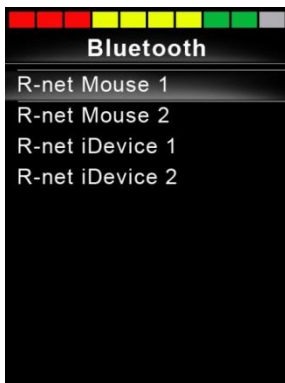 Bluetooth
R-net Mouse 1
R-net Mouse 2
R-net iDevice 1
R-net iDevice 2